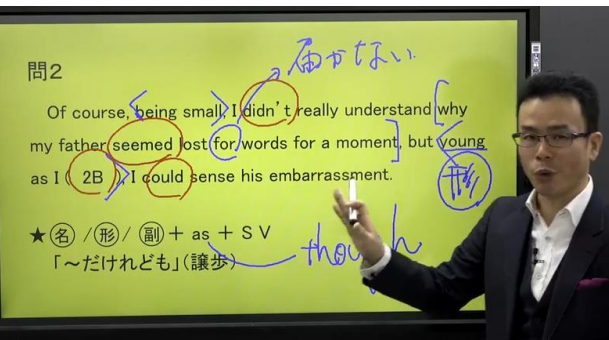 届かない
問2
Of course, being small, I didn't really understand why
my father seemed lost for words for a moment, but young
as I ( 2B ), I could sense his embarrassment.
形
★名/形/副+as+SV
though
「〜だけれども」(譲歩)